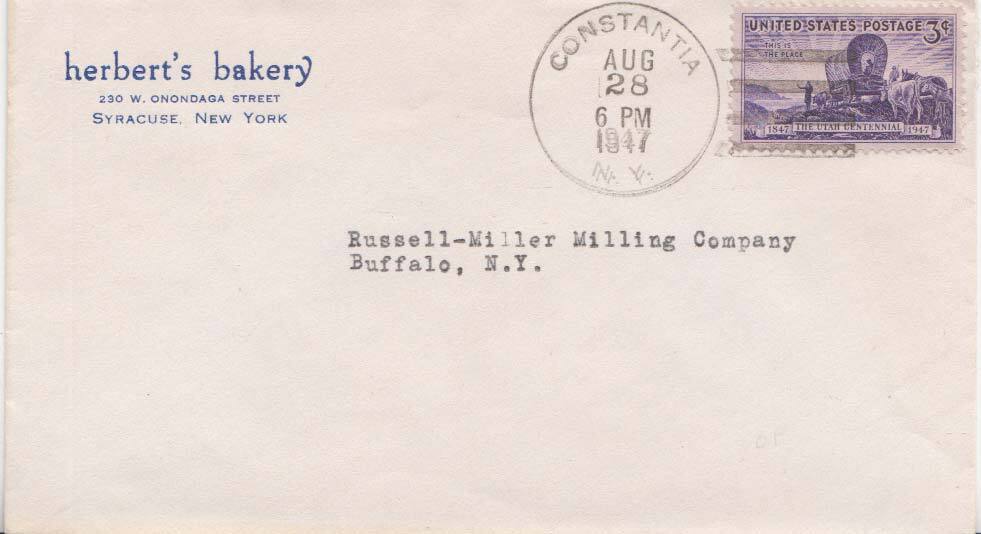 herbert's bakery
230 W. ONONDAGA STREET
SYRACUSE, NEW YORK
CONSTANTIA
AUG
28
6 PM
1947
N. Y.
UNITED STATES POSTAGE 3¢
THIS IS
THE PLACE
1847 THE UTAH CENTENNIAL 1947
Russell-Miller Milling Company
Buffalo, N.Y.